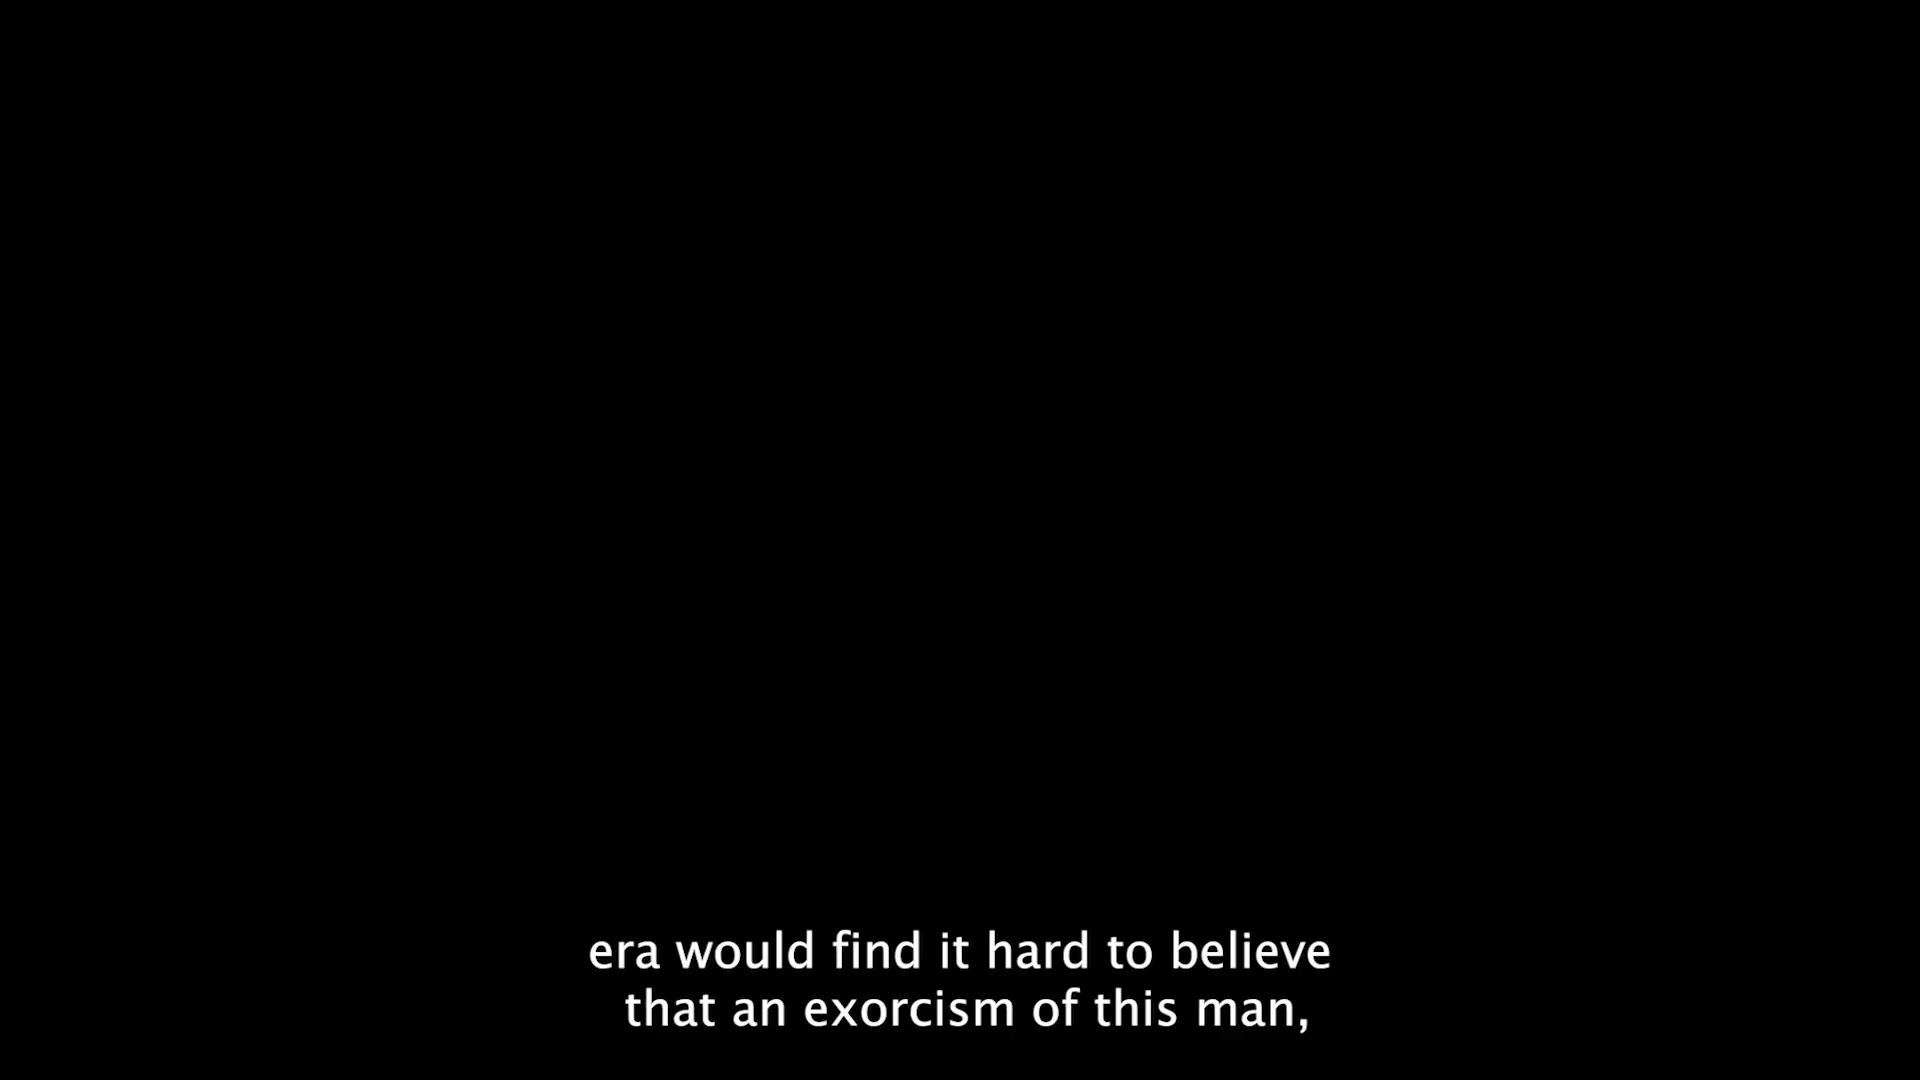 era would find it hard to believe
that an exorcism of this man,